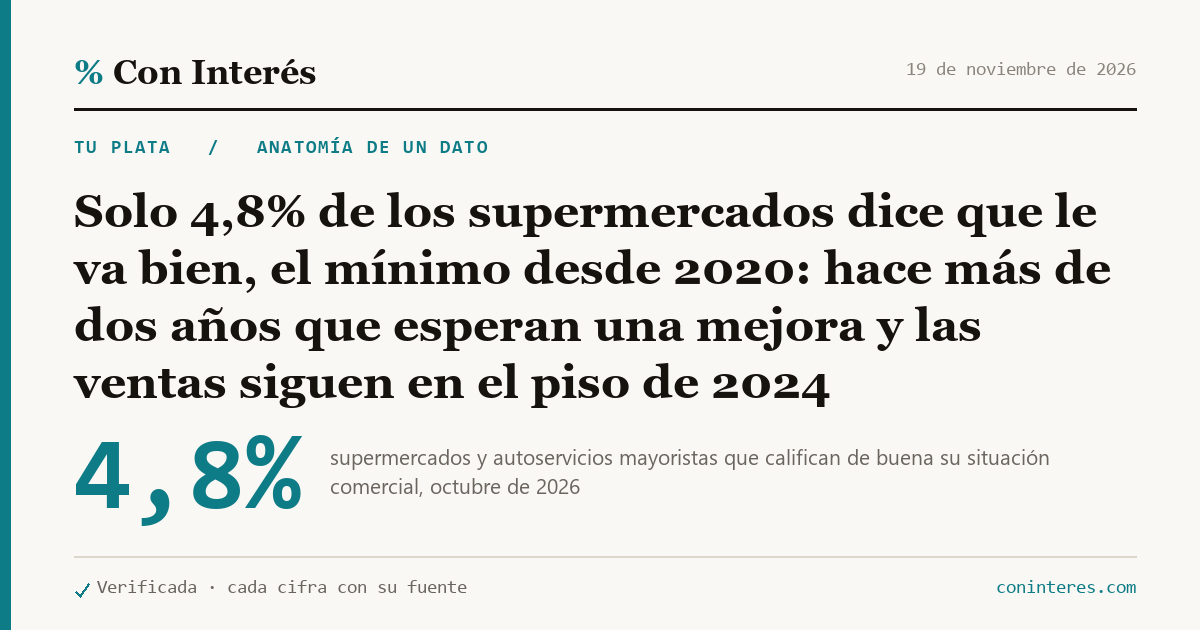 % Con Interés
19 de noviembre de 2026
TU PLATA / ANATOMÍA DE UN DATO
Solo 4,8% de los supermercados dice que le
va bien, el mínimo desde 2020: hace más de
dos años que esperan una mejora y las
ventas siguen en el piso de 2024
4,8%
supermercados y autoservicios mayoristas que califican de buena su situación
comercial, octubre de 2026
✓ Verificada · cada cifra con su fuente
coninteres.com